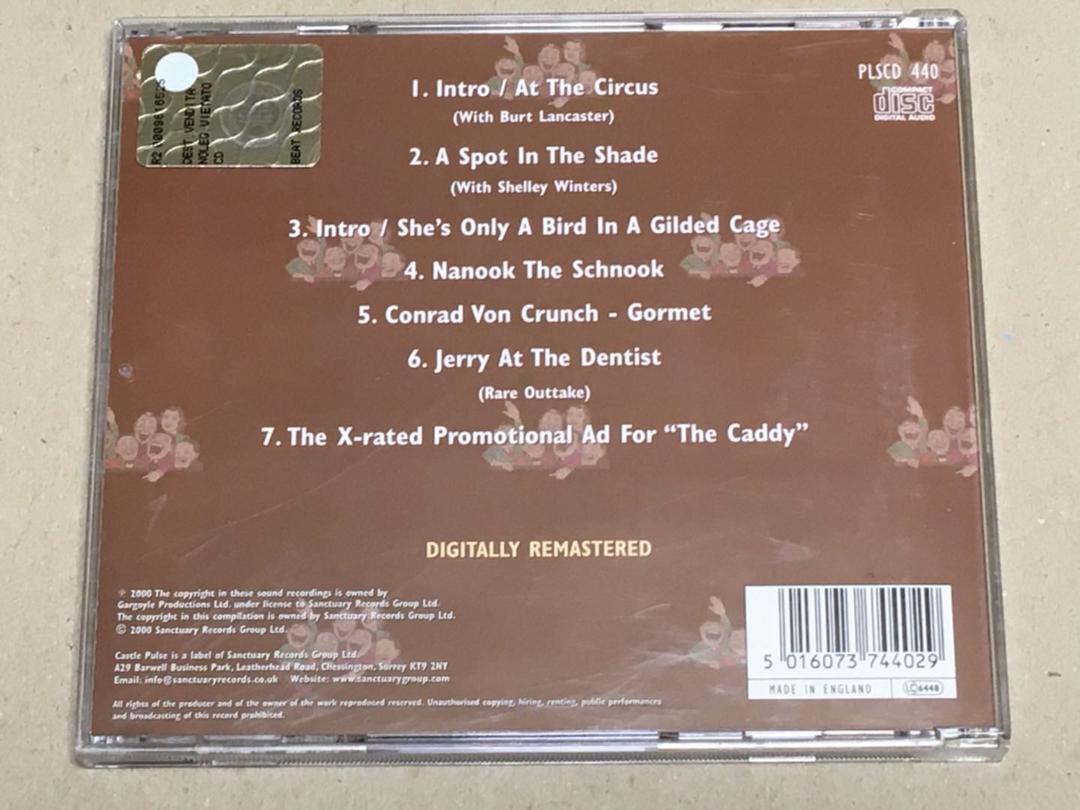 1. Intro / At The Circus
(With Burt Lancaster)
2. A Spot In The Shade
(With Shelley Winters)
3. Intro / She's Only A Bird In A Gilded Cage
4. Nanook The Schnook
5. Conrad Von Crunch - Gormet
6. Jerry At The Dentist
(Rare Outtake)
7. The X-rated Promotional Ad For “The Caddy”
DIGITALLY REMASTERED
PLSCD 440
COMPACT
disc
DIGITAL AUDIO
DEST. VENDITA
NOLEG VIETATO
CD
BEAT RECORDS
℗ 2000 The copyright in these sound recordings is owned by
Gargoyle Productions Ltd. under license to Sanctuary Records Group Ltd.
The copyright in this compilation is owned by Sanctuary Records Group Ltd.
© 2000 Sanctuary Records Group Ltd.
Castle Pulse is a label of Sanctuary Records Group Ltd.
A29 Barwell Business Park, Leatherhead Road, Chessington, Surrey KT9 2NY
Email: info@sanctuaryrecords.co.uk Website: www.sanctuarygroup.com
All rights of the producer and of the owner of the work reproduced reserved. Unauthorised copying, hiring, renting, public performances
and broadcasting of this record prohibited.
5 016073 744029
MADE IN ENGLAND
LC 6448